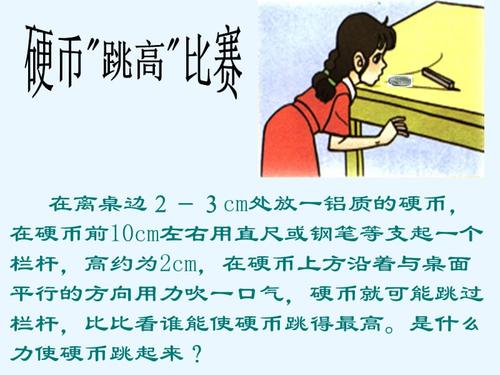 硬币"跳高"比赛
在离桌边２－３cm处放一铝质的硬币，
在硬币前10cm左右用直尺或钢笔等支起一个
栏杆，高约为2cm，在硬币上方沿着与桌面
平行的方向用力吹一口气，硬币就可能跳过
栏杆，比比看谁能使硬币跳得最高。是什么
力使硬币跳起来？